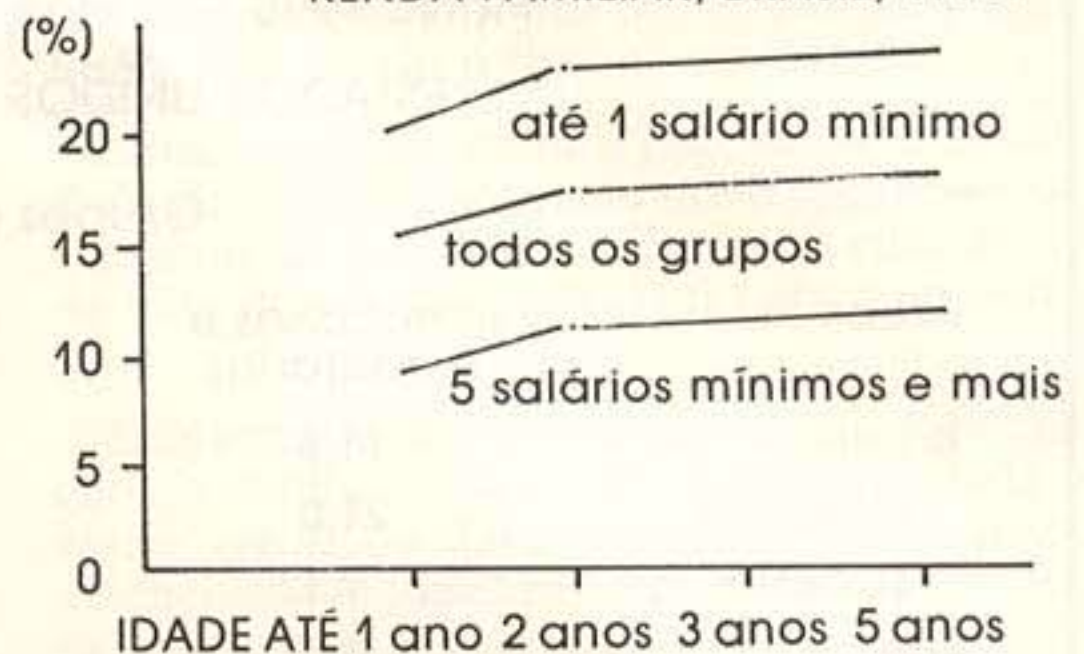 (%)
20
até 1 salário mínimo
15
todos os grupos
10
5 salários mínimos e mais
5
0
IDADE ATÉ 1 ano 2 anos 3 anos 5 anos